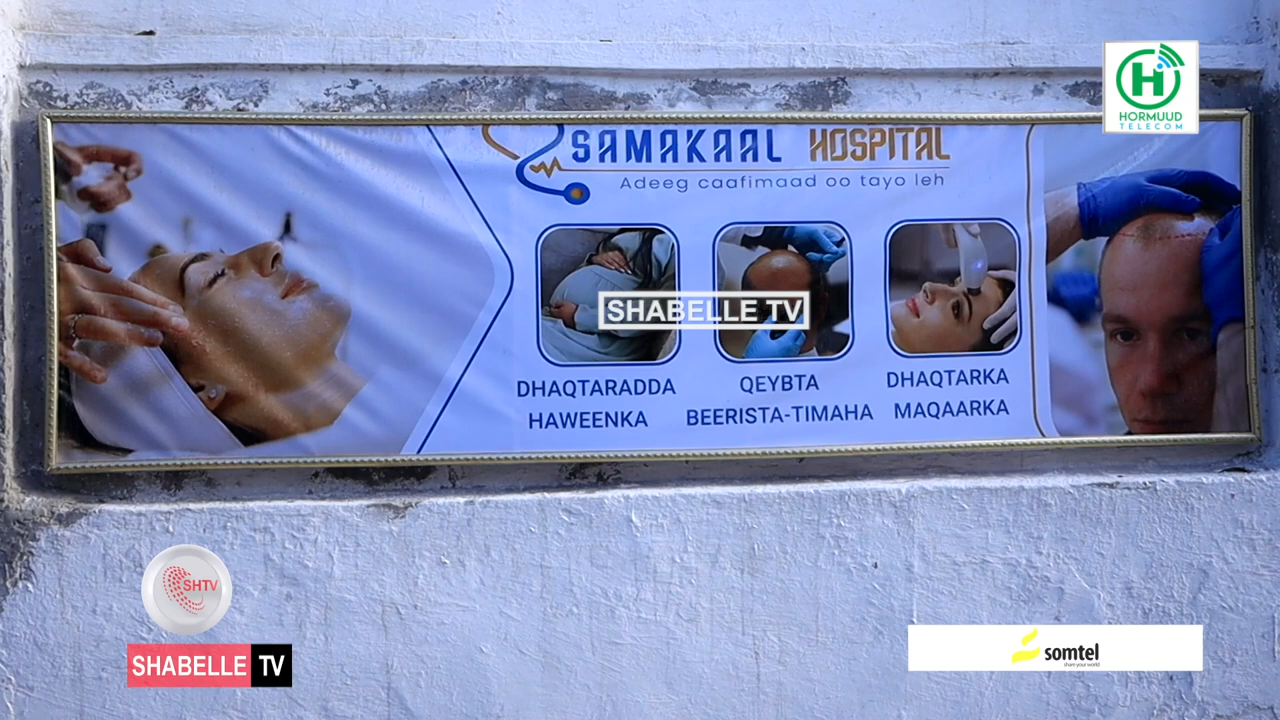 H
HORMUUD
TELECOM
SAMAKAAL HOSPITAL
Adeeg caafimaad oo tayo leh
SHABELLE TV
DHAQTARADDA
HAWEENKA
QEYBTA
BEERISTA-TIMAHA
DHAQTARKA
MAQAARKA
SHTV
SHABELLE TV
somtel
share your world